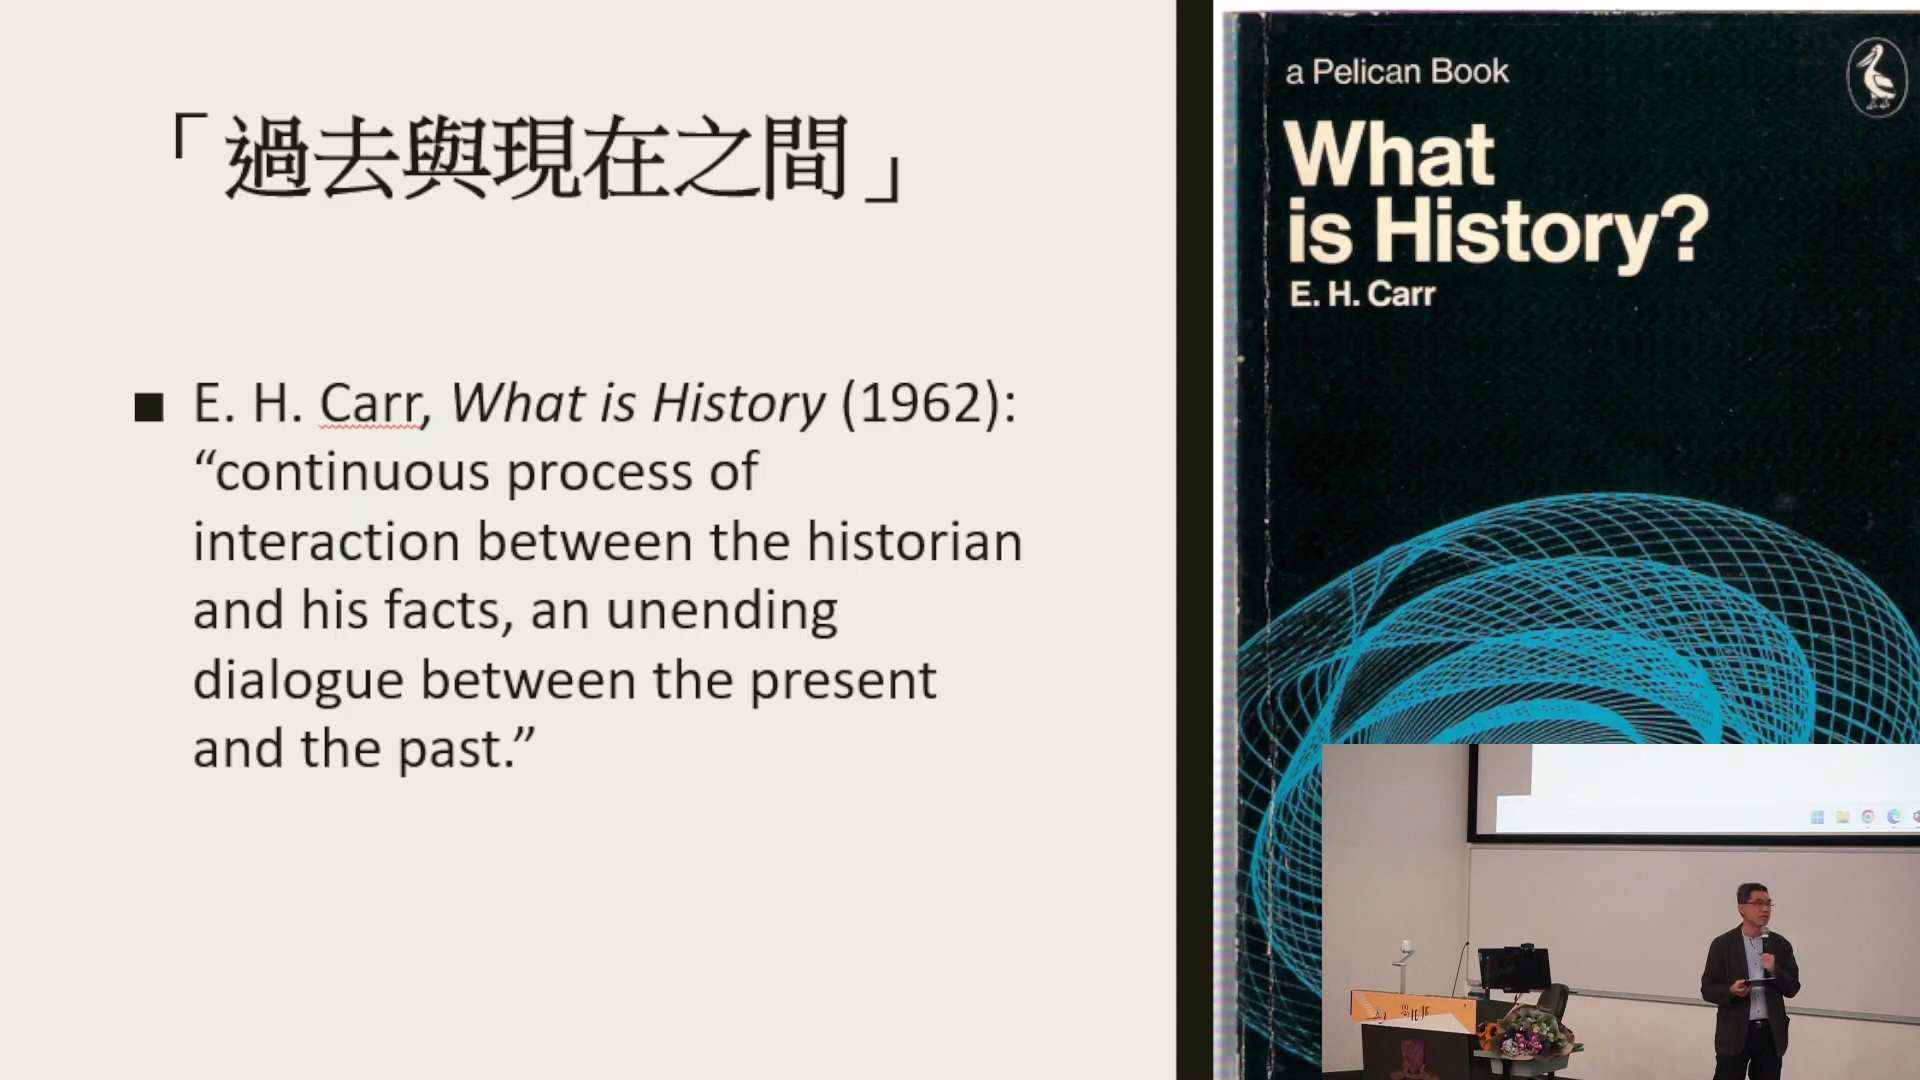 「過去與現在之間」
■ E. H. Carr, What is History (1962):
“continuous process of
interaction between the historian
and his facts, an unending
dialogue between the present
and the past.”
a Pelican Book
What
is History?
E. H. Carr